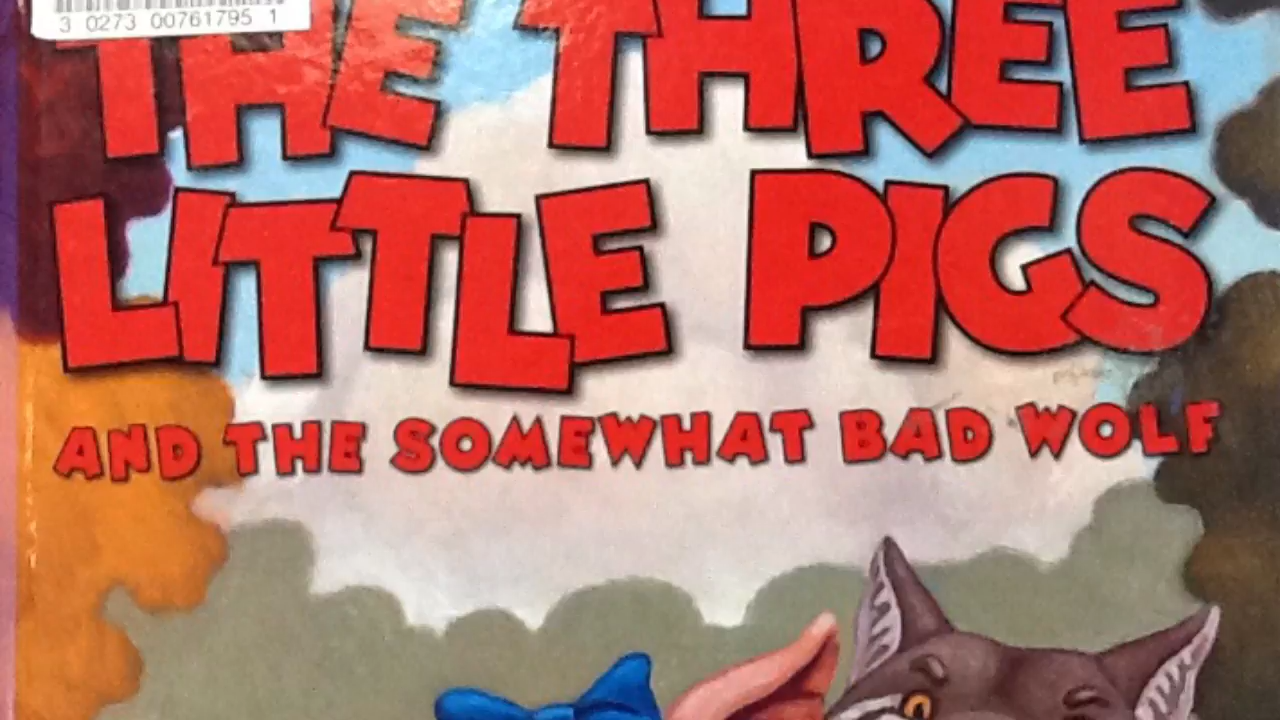 3 0273 00761795 1
THE THREE
LITTLE PIGS
AND THE SOMEWHAT BAD WOLF